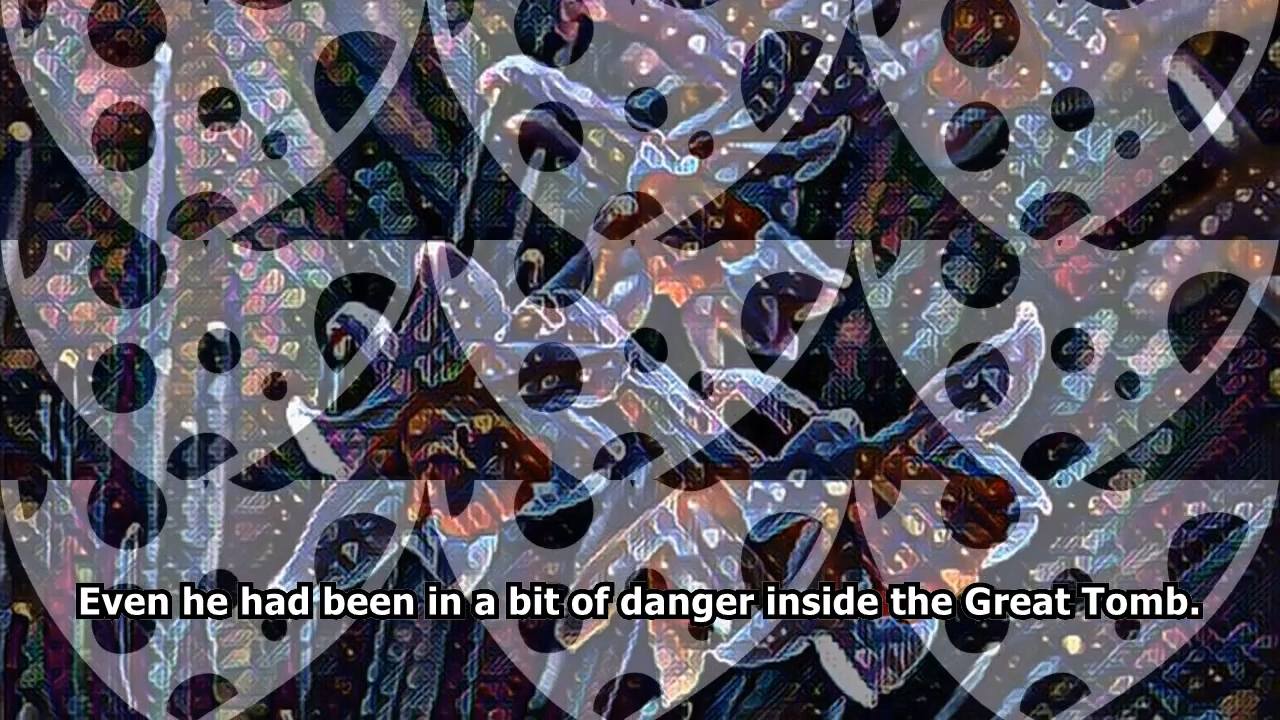 Even he had been in a bit of danger inside the Great Tomb.